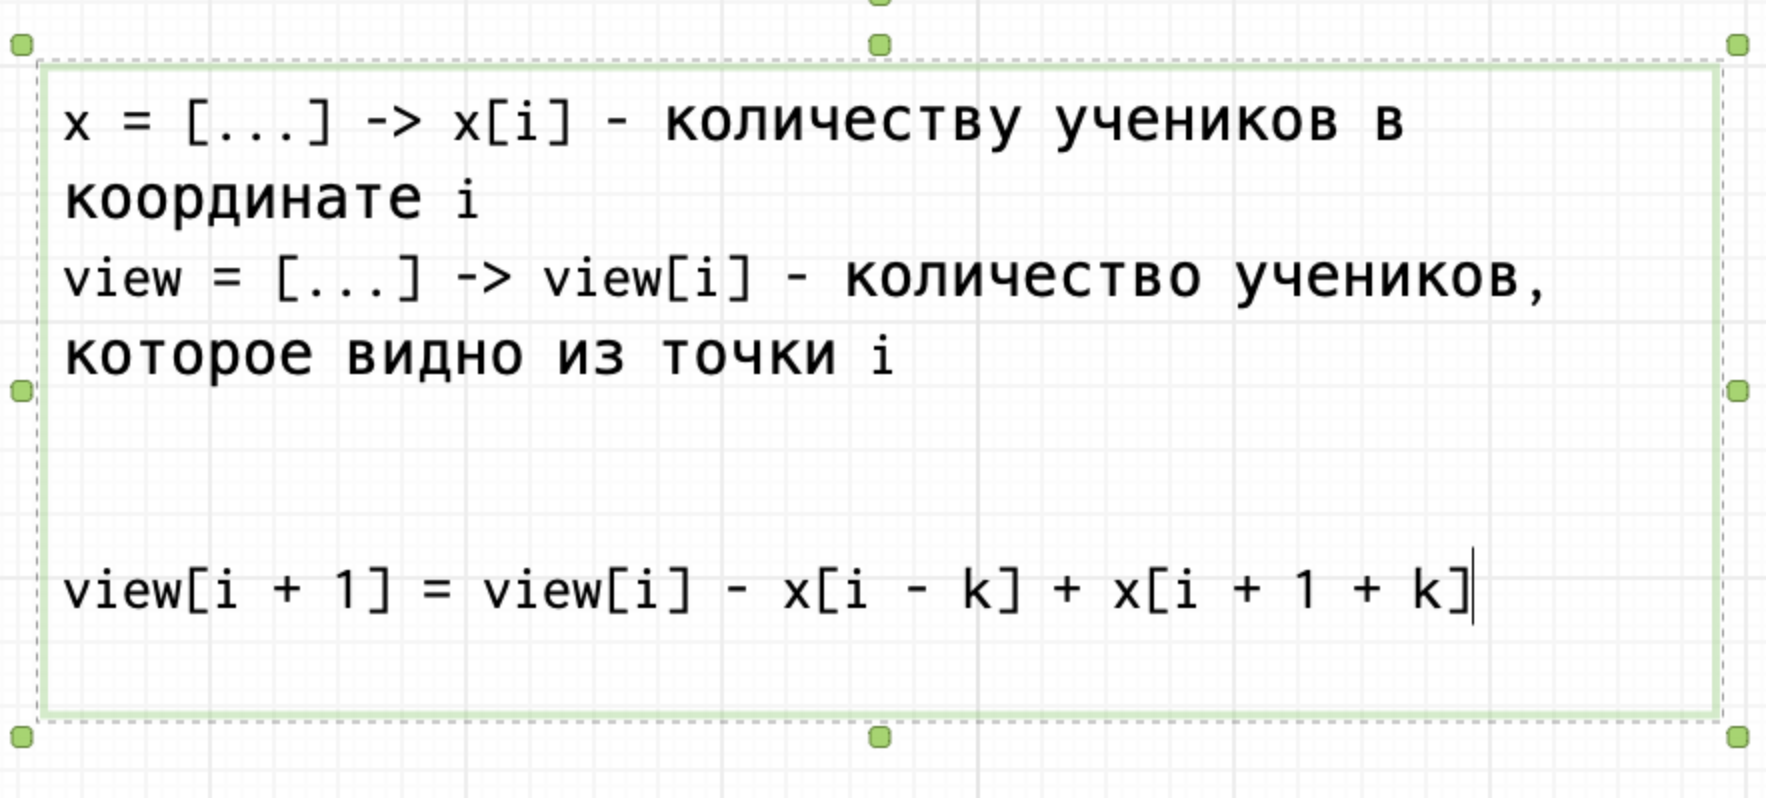 x = [...] -> x[i] - количеству учеников в
координате i
view = [...] -> view[i] - количество учеников,
которое видно из точки i
view[i + 1] = view[i] - x[i - k] + x[i + 1 + k]